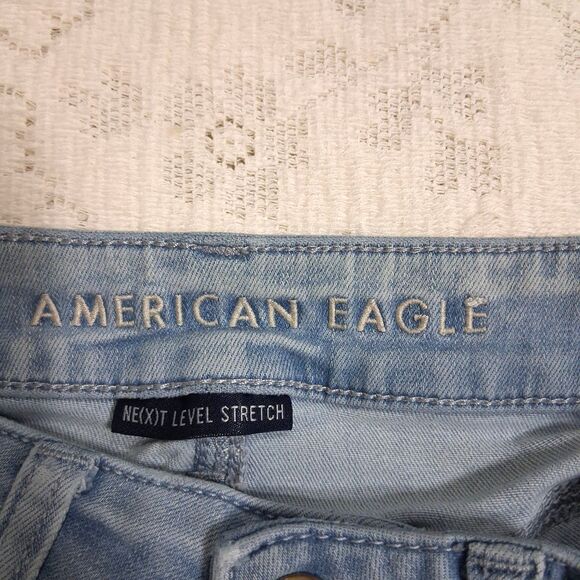 AMERICAN EAGLE
NE(X)T LEVEL STRETCH